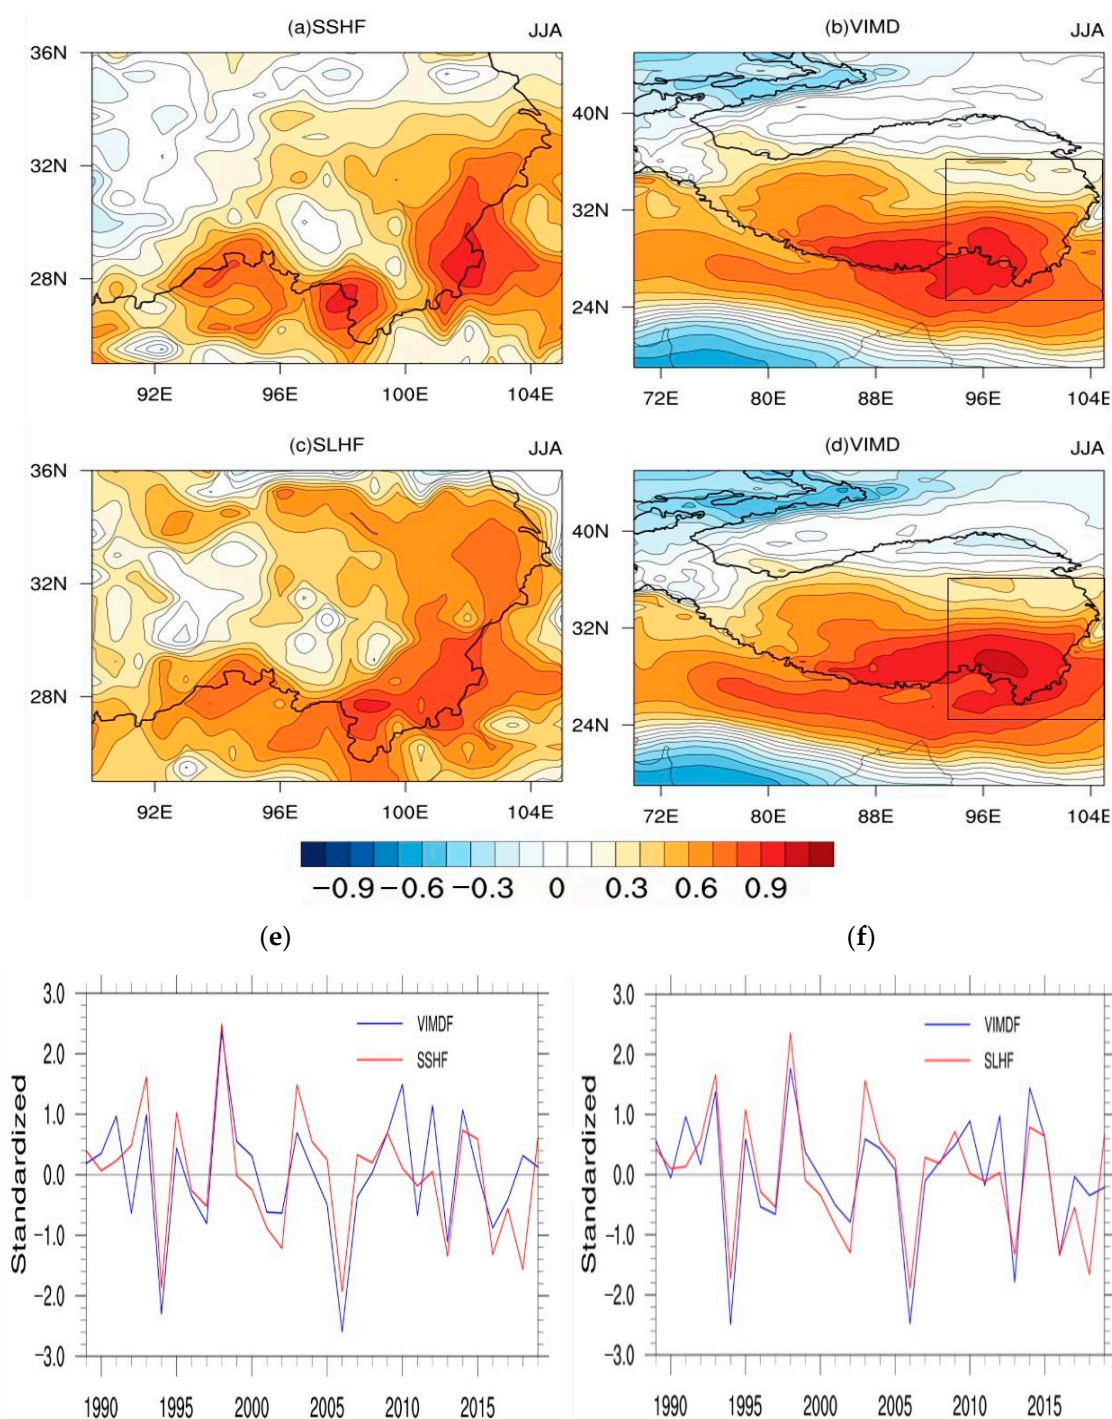 (a)SSHF JJA
36N
32N
28N
92E 96E 100E 104E
(b)VIMD JJA
40N
32N
24N
72E 80E 88E 96E 104E
(c)SLHF JJA
36N
32N
28N
92E 96E 100E 104E
(d)VIMD JJA
40N
32N
24N
72E 80E 88E 96E 104E
−0.9 −0.6 −0.3 0 0.3 0.6 0.9
(e)
3.0
2.0
1.0
0.0
−1.0
−2.0
−3.0
Standardized
VIMDF
SSHF
1990 1995 2000 2005 2010 2015
(f)
3.0
2.0
1.0
0.0
−1.0
−2.0
−3.0
Standardized
VIMDF
SLHF
1990 1995 2000 2005 2010 2015